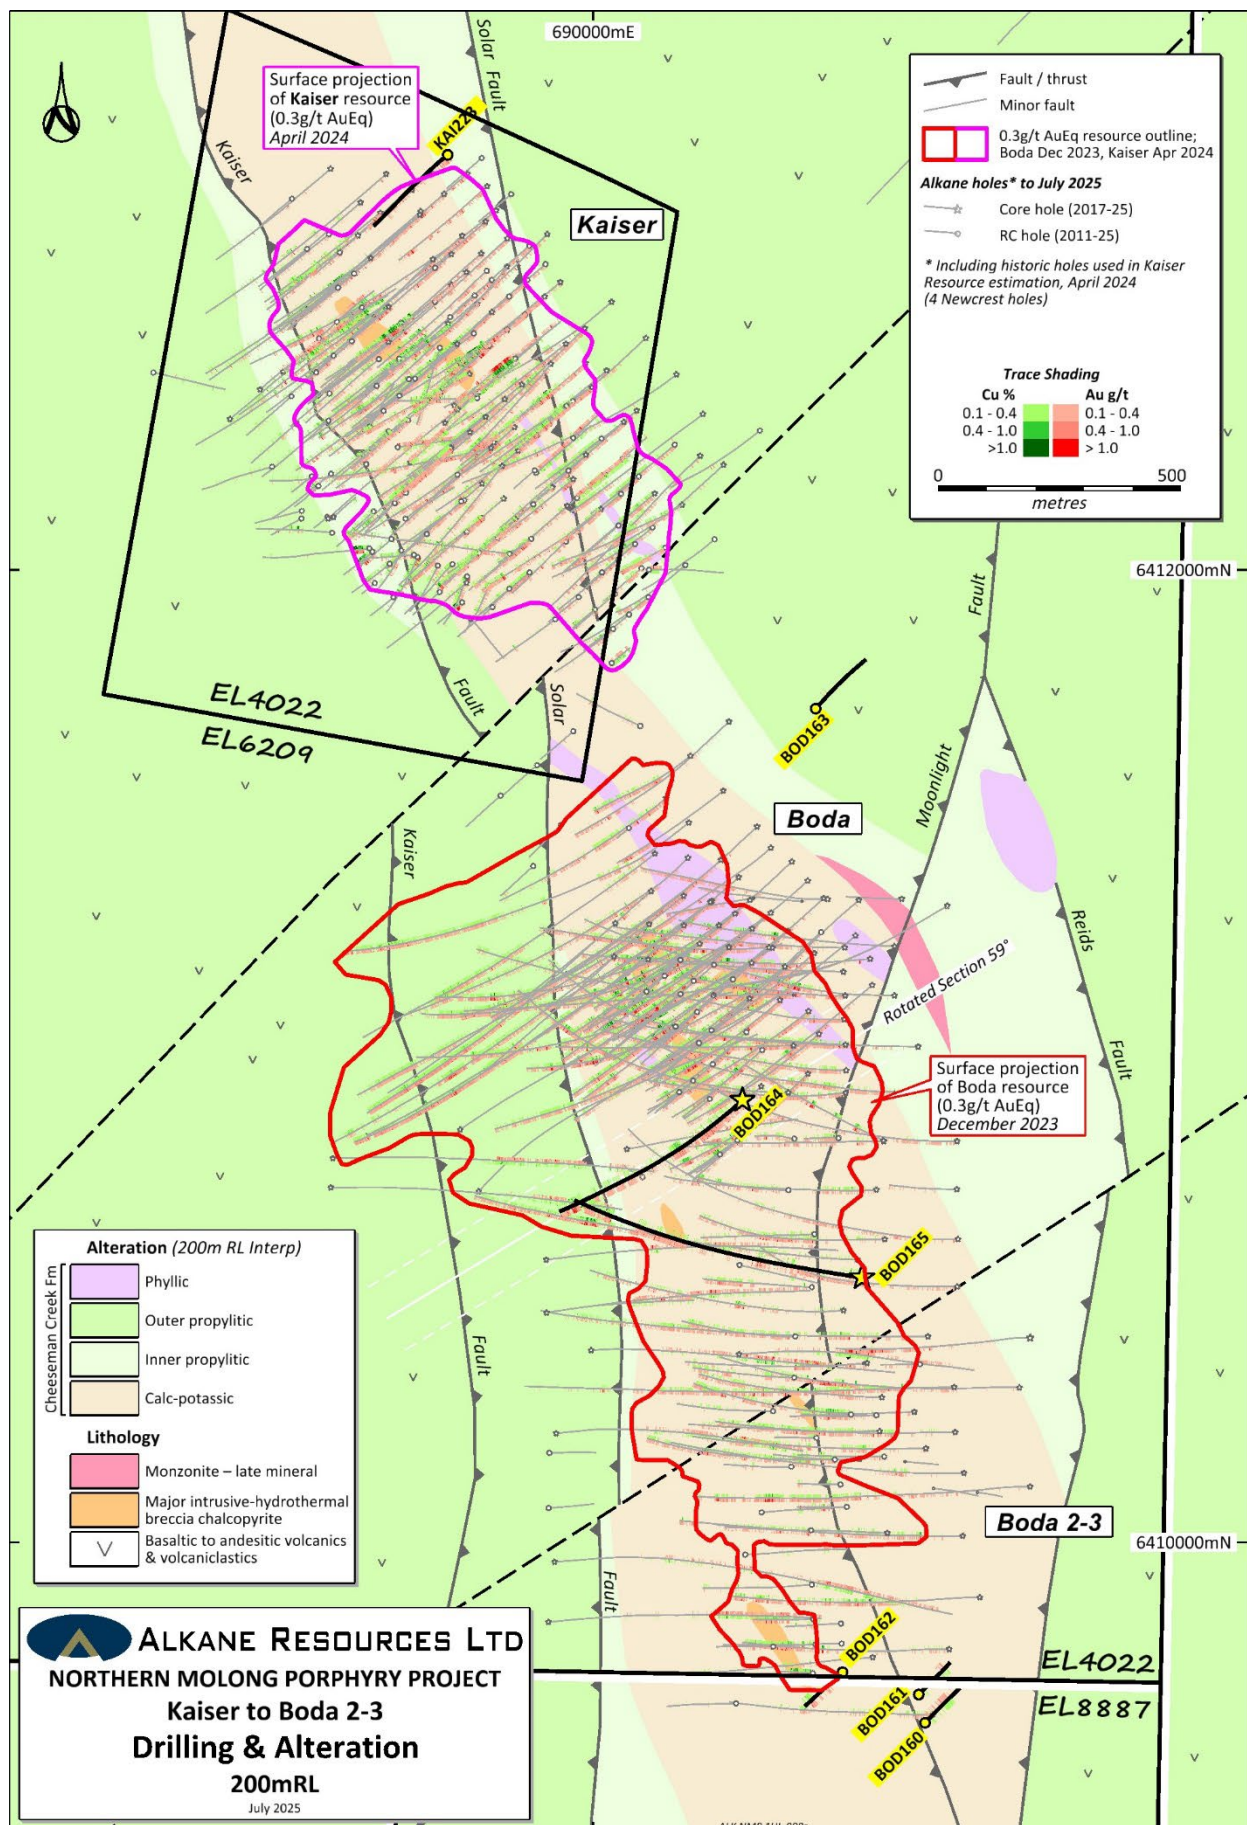 690000mE
Solar Fault
Surface projection
of Kaiser resource
(0.3g/t AuEq)
April 2024
Kaiser
Kaiser
Fault / thrust
Minor fault
0.3g/t AuEq resource outline;
Boda Dec 2023, Kaiser Apr 2024
Alkane holes* to July 2025
Core hole (2017-25)
RC hole (2011-25)
* Including historic holes used in Kaiser
Resource estimation, April 2024
(4 Newcrest holes)
Trace Shading
Cu % Au g/t
0.1 - 0.4 0.1 - 0.4
0.4 - 1.0 0.4 - 1.0
>1.0 > 1.0
0 500
metres
6412000mN
Fault
EL4022
EL6209
Fault
Solar
BOD163
Moonlight
Boda
Kaiser
Reids
Rotated Section 59°
Fault
Surface projection
of Boda resource
(0.3g/t AuEq)
December 2023
BOD164
BOD165
Alteration (200m RL Interp)
Cheeseman Creek Fm
Phyllic
Outer propylitic
Inner propylitic
Calc-potassic
Lithology
Monzonite – late mineral
Major intrusive-hydrothermal
breccia chalcopyrite
Basaltic to andesitic volcanics
& volcaniclastics
Fault
Boda 2-3
6410000mN
Fault
BOD162
BOD161
BOD160
EL4022
EL8887
ALKANE RESOURCES LTD
NORTHERN MOLONG PORPHYRY PROJECT
Kaiser to Boda 2-3
Drilling & Alteration
200mRL
July 2025